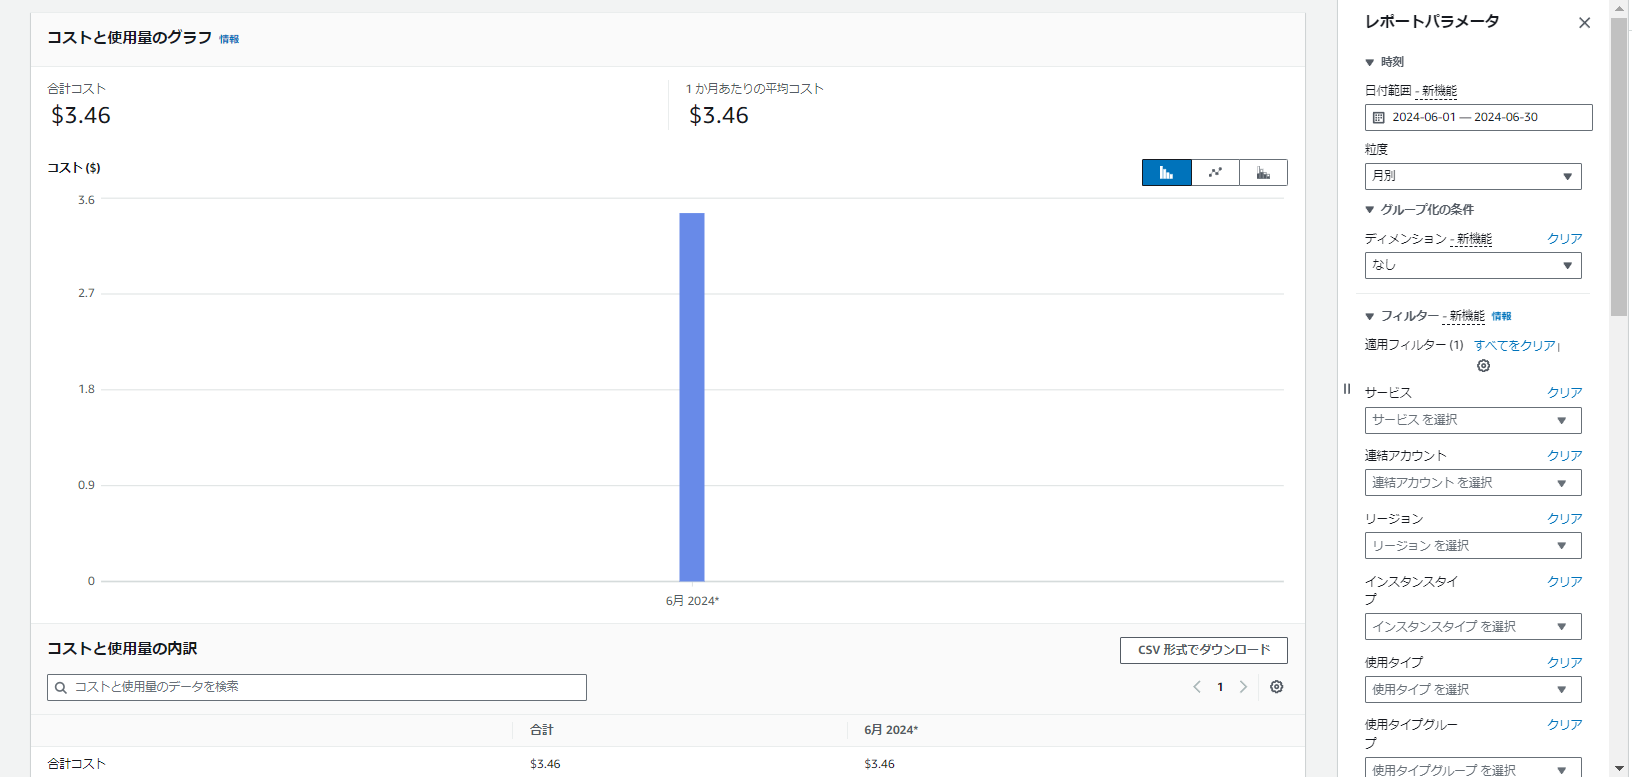 コストと使用量のグラフ 情報
合計コスト
$3.46
1 か月あたりの平均コスト
$3.46
コスト ($)
3.6
2.7
1.8
0.9
0
6月 2024*
コストと使用量の内訳
CSV 形式でダウンロード
コストと使用量のデータを検索
1
合計 6月 2024*
合計コスト $3.46 $3.46
レポートパラメータ
時刻
日付範囲 - 新機能
2024-06-01 — 2024-06-30
粒度
月別
グループ化の条件
ディメンション - 新機能 クリア
なし
フィルター - 新機能 情報
適用フィルター (1) すべてをクリア
サービス クリア
サービス を選択
連結アカウント クリア
連結アカウント を選択
リージョン クリア
リージョン を選択
インスタンスタイ クリア
プ
インスタンスタイプ を選択
使用タイプ クリア
使用タイプ を選択
使用タイプグルー クリア
プ
使用タイプグループ を選択